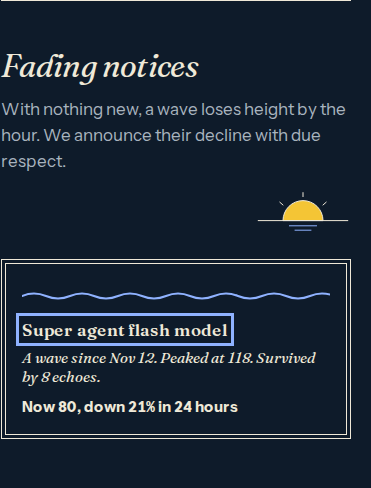 Fading notices
With nothing new, a wave loses height by the
hour. We announce their decline with due
respect.
Super agent flash model
A wave since Nov 12. Peaked at 118. Survived
by 8 echoes.
Now 80, down 21% in 24 hours